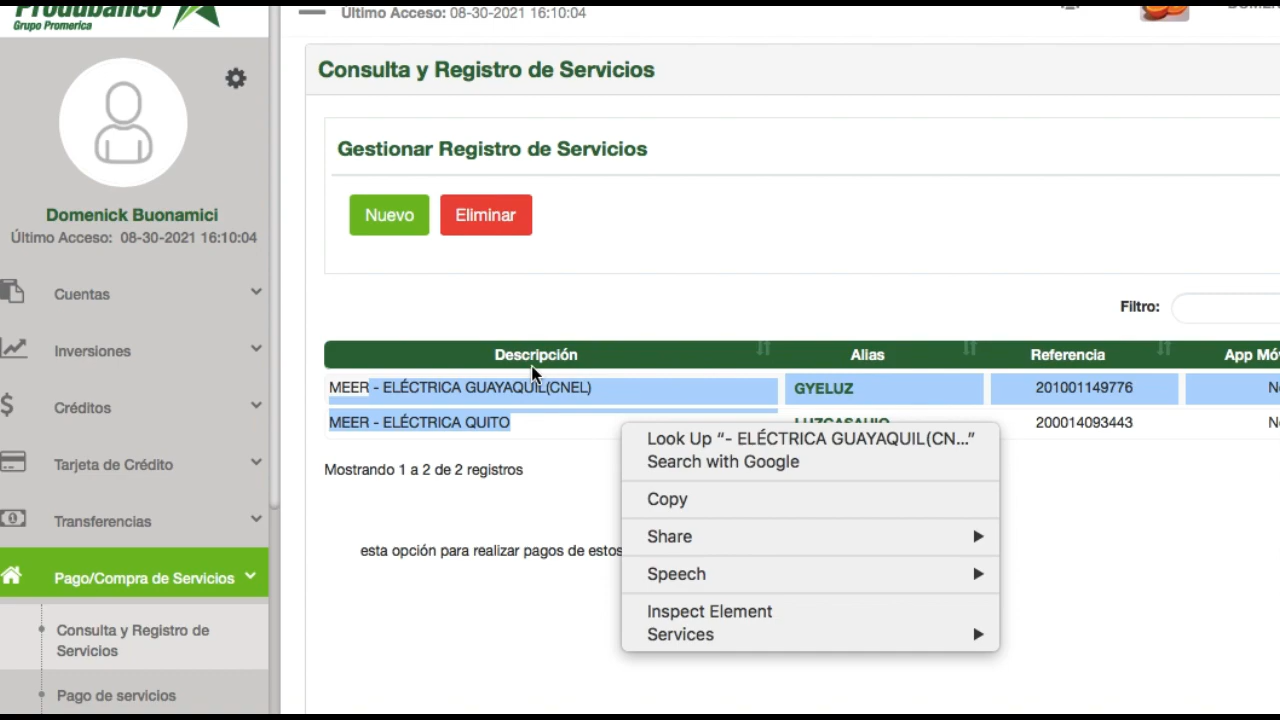 Produbanco
Grupo Promerica
Último Acceso: 08-30-2021 16:10:04
Consulta y Registro de Servicios
Gestionar Registro de Servicios
Nuevo
Eliminar
Domenick Buonamici
Último Acceso: 08-30-2021 16:10:04
Cuentas
Inversiones
Créditos
Tarjeta de Crédito
Transferencias
Pago/Compra de Servicios
Consulta y Registro de
Servicios
Pago de servicios
Filtro:
Descripción Alias Referencia App
MEER - ELÉCTRICA GUAYAQUIL(CNEL) GYELUZ 201001149776
MEER - ELÉCTRICA QUITO 200014093443
Mostrando 1 a 2 de 2 registros
esta opción para realizar pagos de estos
Look Up “- ELÉCTRICA GUAYAQUIL(CN...”
Search with Google
Copy
Share
Speech
Inspect Element
Services